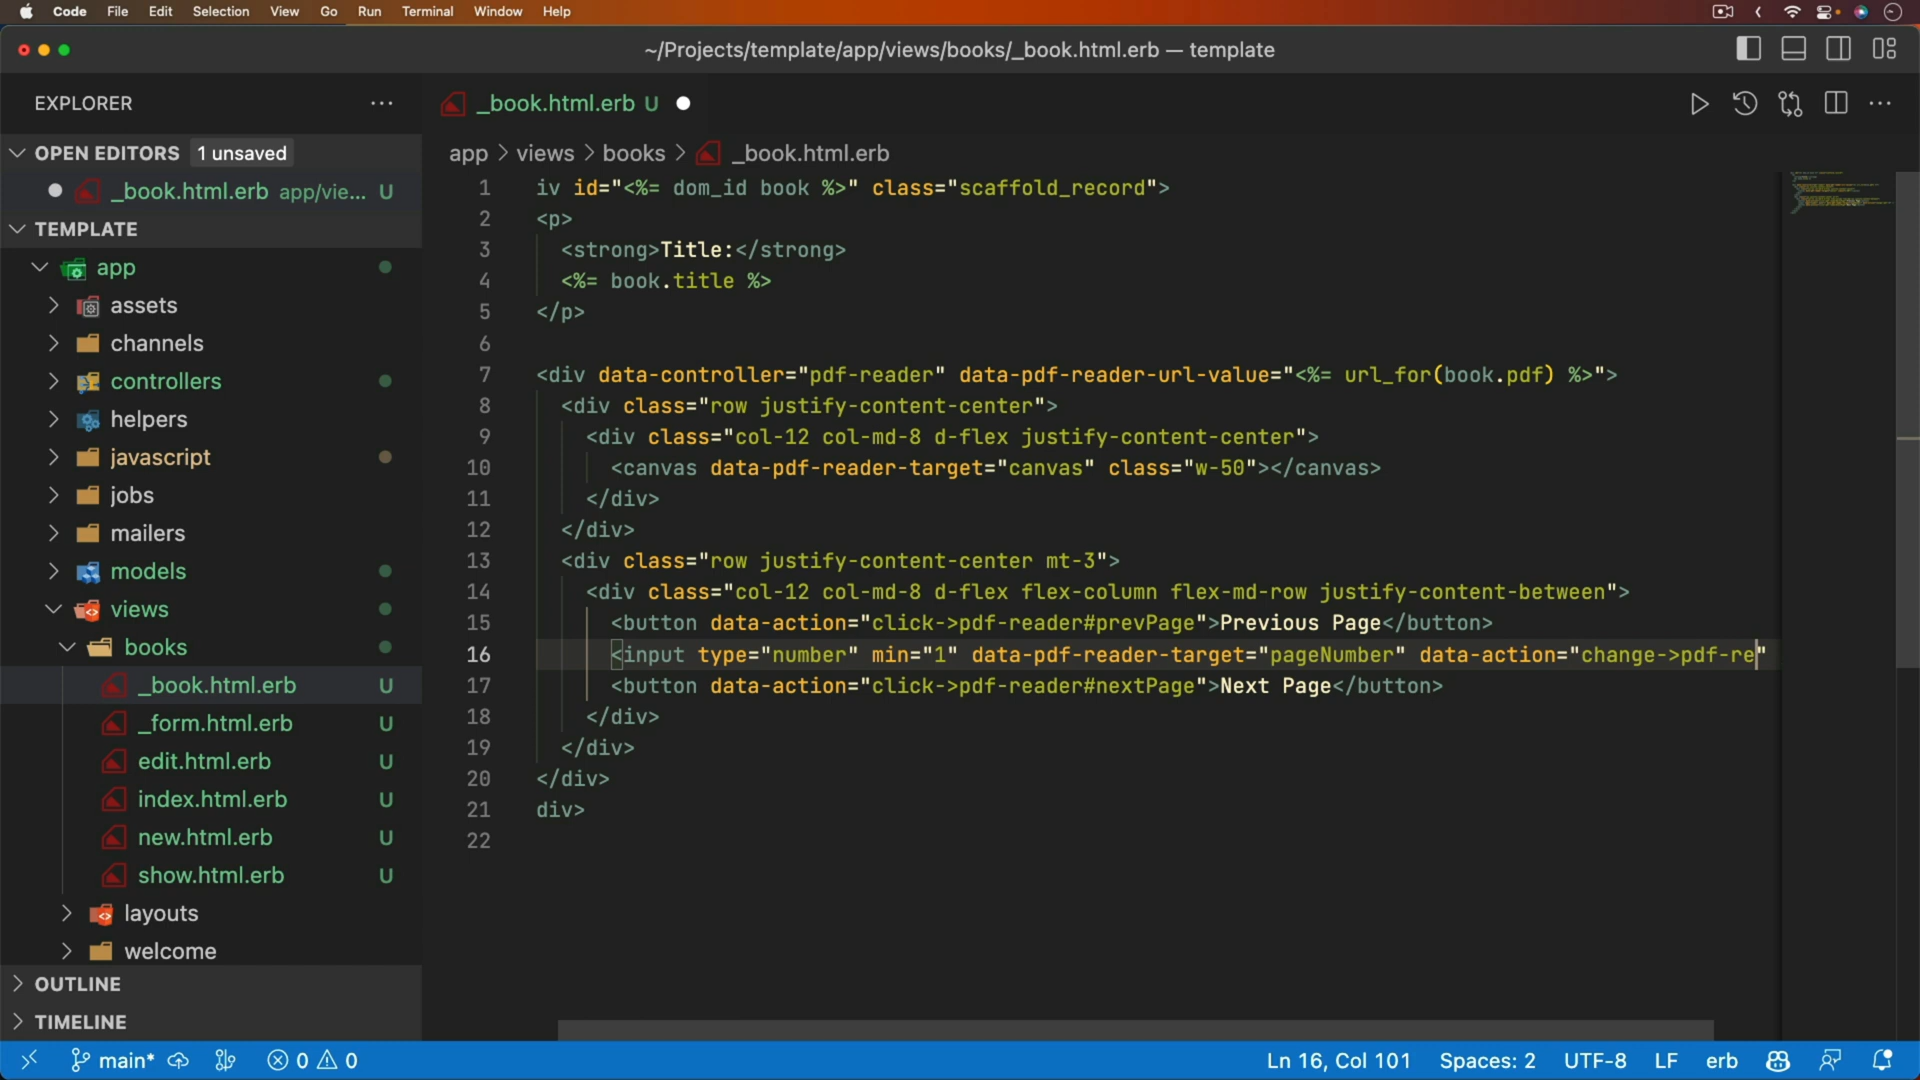 Code File Edit Selection View Go Run Terminal Window Help
~/Projects/template/app/views/books/_book.html.erb — template
EXPLORER
OPEN EDITORS 1 unsaved
_book.html.erb app/vie... U
TEMPLATE
app
assets
channels
controllers
helpers
javascript
jobs
mailers
models
views
books
_book.html.erb U
_form.html.erb U
edit.html.erb U
index.html.erb U
new.html.erb U
show.html.erb U
layouts
welcome
OUTLINE
TIMELINE
_book.html.erb U
app > views > books > _book.html.erb
1 iv id="<%= dom_id book %>" class="scaffold_record">
2 <p>
3 <strong>Title:</strong>
4 <%= book.title %>
5 </p>
6
7 <div data-controller="pdf-reader" data-pdf-reader-url-value="<%= url_for(book.pdf) %>">
8 <div class="row justify-content-center">
9 <div class="col-12 col-md-8 d-flex justify-content-center">
10 <canvas data-pdf-reader-target="canvas" class="w-50"></canvas>
11 </div>
12 </div>
13 <div class="row justify-content-center mt-3">
14 <div class="col-12 col-md-8 d-flex flex-column flex-md-row justify-content-between">
15 <button data-action="click->pdf-reader#prevPage">Previous Page</button>
16 <input type="number" min="1" data-pdf-reader-target="pageNumber" data-action="change->pdf-re"
17 <button data-action="click->pdf-reader#nextPage">Next Page</button>
18 </div>
19 </div>
20 </div>
21 div>
22
main* 0 0 Ln 16, Col 101 Spaces: 2 UTF-8 LF erb